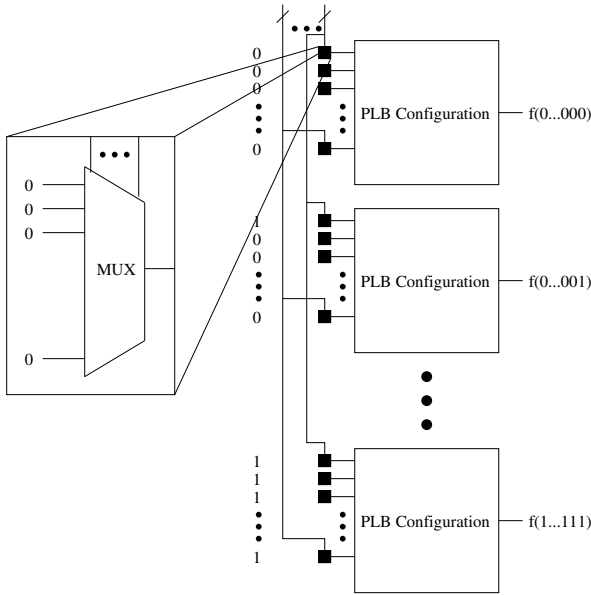 0
0
0
0
PLB Configuration
f(0...000)
0
0
0
0
MUX
1
0
0
0
PLB Configuration
f(0...001)
1
1
1
1
PLB Configuration
f(1...111)